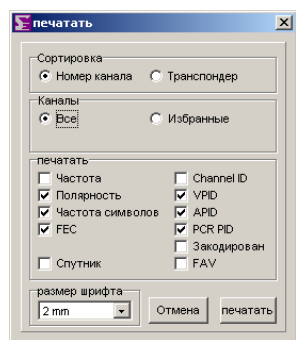 печатать
Сортировка
Номер канала Транспондер
Каналы
Все Избранные
печатать
Частота Channel ID
Полярность VPID
Частота символов APID
FEC PCR PID
Закодирован
Спутник FAV
размер шрифта
2 mm Отмена печатать